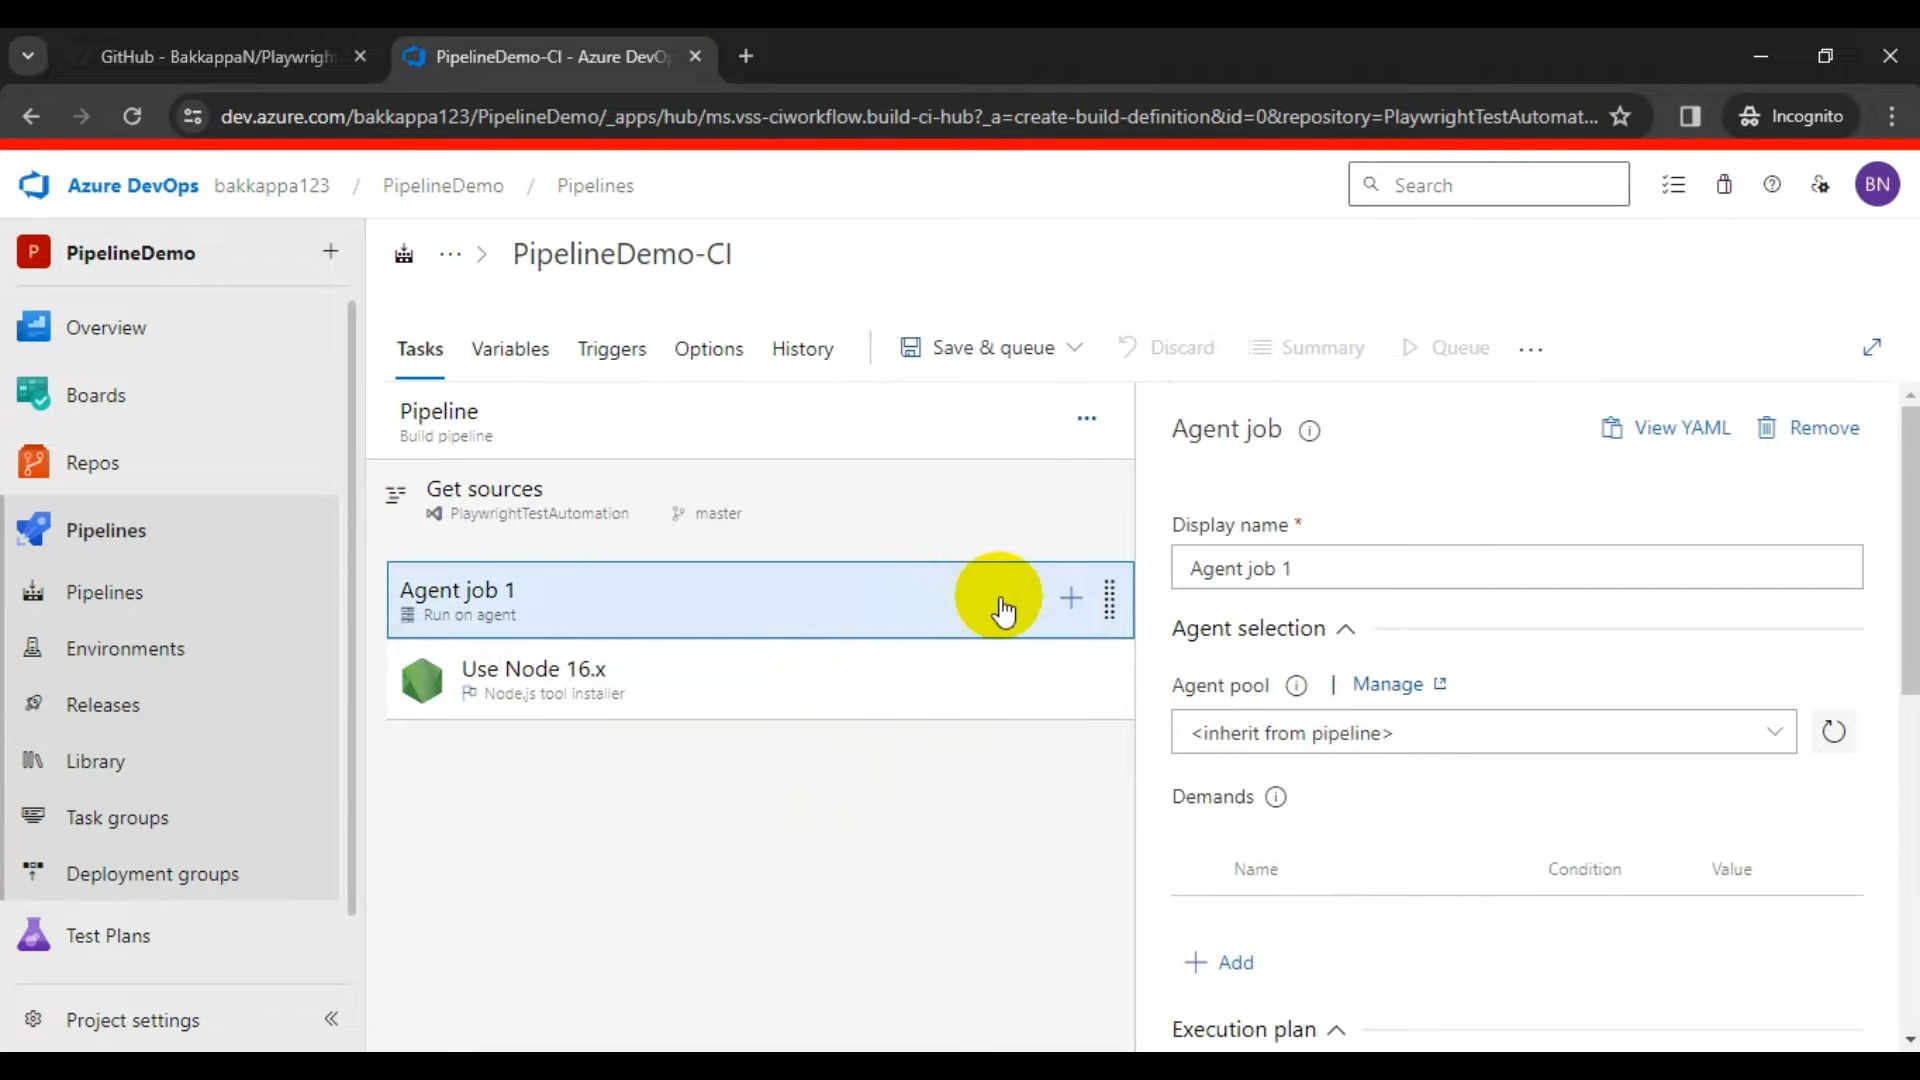 GitHub - BakkappaN/Playwrigh
PipelineDemo-CI - Azure DevO
dev.azure.com/bakkappa123/PipelineDemo/_apps/hub/ms.vss-ciworkflow.build-ci-hub?_a=create-build-definition&id=0&repository=PlaywrightTestAutomat...
Incognito
Azure DevOps bakkappa123 / PipelineDemo / Pipelines
Search
BN
P PipelineDemo
Overview
Boards
Repos
Pipelines
Pipelines
Environments
Releases
Library
Task groups
Deployment groups
Test Plans
Project settings
... > PipelineDemo-CI
Tasks Variables Triggers Options History Save & queue Discard Summary Queue ...
Pipeline
Build pipeline
...
Get sources
PlaywrightTestAutomation master
Agent job 1
Run on agent
Use Node 16.x
Node.js tool installer
Agent job View YAML Remove
Display name *
Agent job 1
Agent selection
Agent pool | Manage
<inherit from pipeline>
Demands
Name Condition Value
+ Add
Execution plan